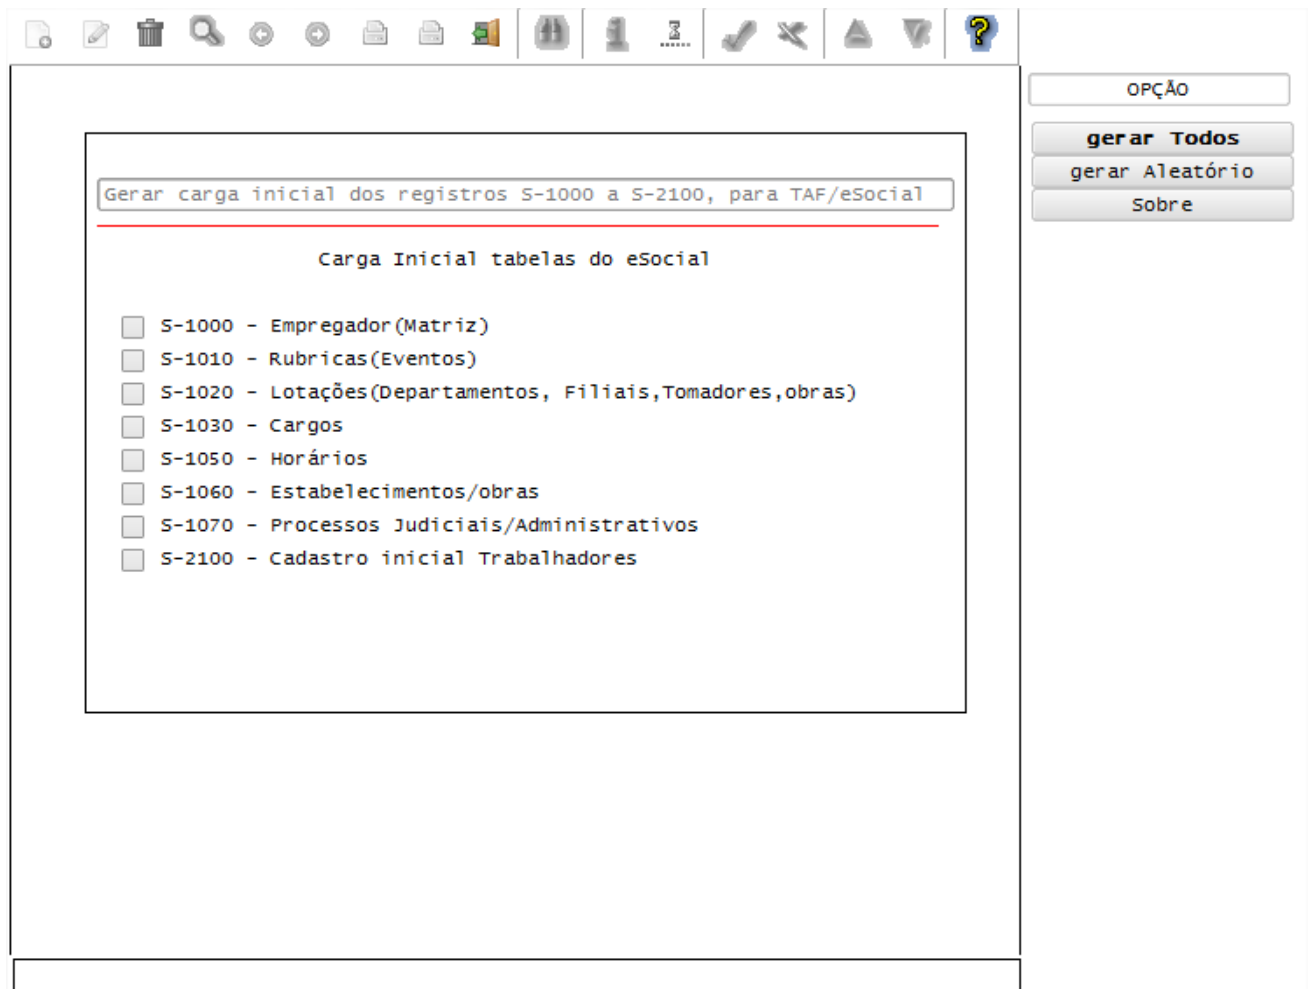 OPÇÃO
gerar Todos
gerar Aleatório
Sobre
Gerar carga inicial dos registros S-1000 a S-2100, para TAF/eSocial
Carga Inicial tabelas do eSocial
S-1000 - Empregador(Matriz)
S-1010 - Rubricas(Eventos)
S-1020 - Lotações(Departamentos, Filiais,Tomadores,obras)
S-1030 - Cargos
S-1050 - Horários
S-1060 - Estabelecimentos/obras
S-1070 - Processos Judiciais/Administrativos
S-2100 - Cadastro inicial Trabalhadores